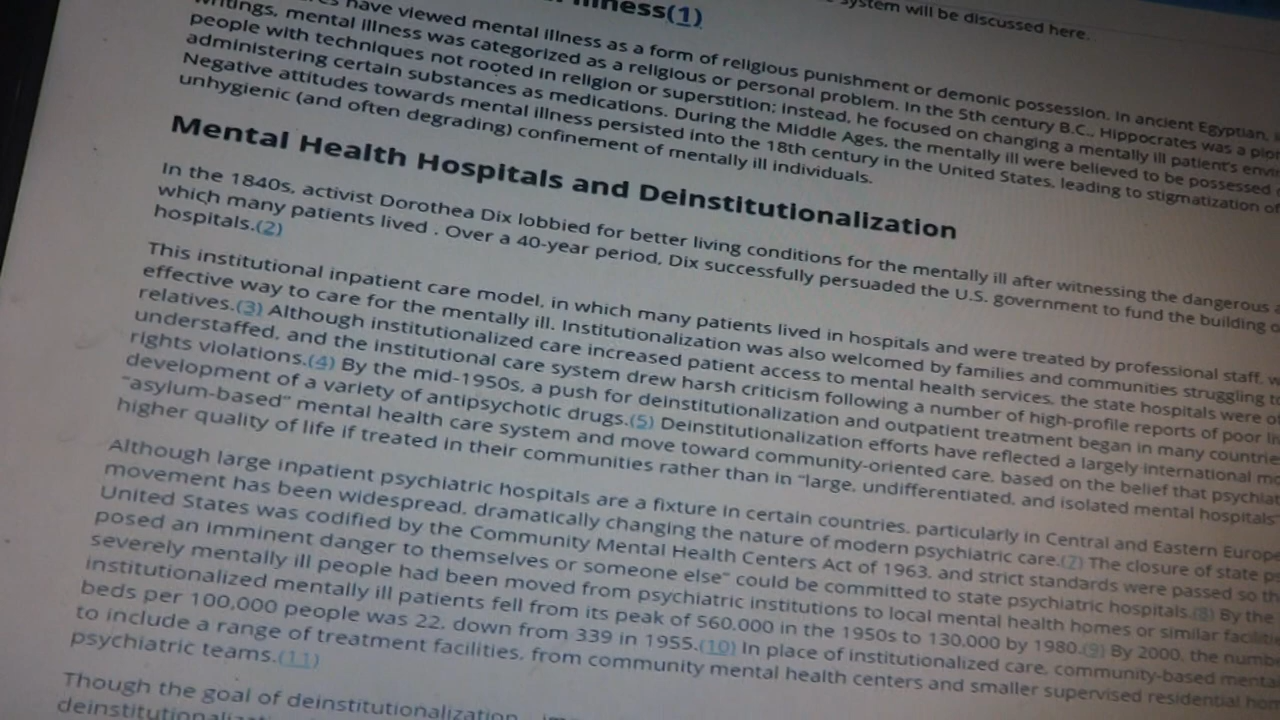 system will be discussed here.
illness(1)
have viewed mental illness as a form of religious punishment or demonic possession. In ancient Egyptian,
writings, mental illness was categorized as a religious or personal problem. In the 5th century B.C., Hippocrates was a
people with techniques not rooted in religion or superstition; instead, he focused on changing a mentally ill patient's
administering certain substances as medications. During the Middle Ages, the mentally ill were believed to be possessed
Negative attitudes towards mental illness persisted into the 18th century in the United States, leading to stigmatization of
unhygienic (and often degrading) confinement of mentally ill individuals.
Mental Health Hospitals and Deinstitutionalization
In the 1840s, activist Dorothea Dix lobbied for better living conditions for the mentally ill after witnessing the dangerous
which many patients lived . Over a 40-year period, Dix successfully persuaded the U.S. government to fund the building
hospitals.(2)
This institutional inpatient care model, in which many patients lived in hospitals and were treated by professional staff,
effective way to care for the mentally ill. Institutionalization was also welcomed by families and communities struggling
relatives.(3) Although institutionalized care increased patient access to mental health services, the state hospitals were
understaffed, and the institutional care system drew harsh criticism following a number of high-profile reports of poor
rights violations.(4) By the mid-1950s, a push for deinstitutionalization and outpatient treatment began in many
development of a variety of antipsychotic drugs.(5) Deinstitutionalization efforts have reflected a largely international
"asylum-based" mental health care system and move toward community-oriented care, based on the belief that
higher quality of life if treated in their communities rather than in "large, undifferentiated, and isolated mental hospitals
Although large inpatient psychiatric hospitals are a fixture in certain countries, particularly in Central and Eastern Europe
movement has been widespread, dramatically changing the nature of modern psychiatric care.(7) The closure of state
United States was codified by the Community Mental Health Centers Act of 1963, and strict standards were passed so
posed an imminent danger to themselves or someone else" could be committed to state psychiatric hospitals.(8) By the
severely mentally ill people had been moved from psychiatric institutions to local mental health homes or similar
institutionalized mentally ill patients fell from its peak of 560,000 in the 1950s to 130,000 by 1980.(9) By 2000, the
beds per 100,000 people was 22, down from 339 in 1955.(10) In place of institutionalized care, community-based
to include a range of treatment facilities, from community mental health centers and smaller supervised residential
psychiatric teams.(11)
Though the goal of deinstitutionalization